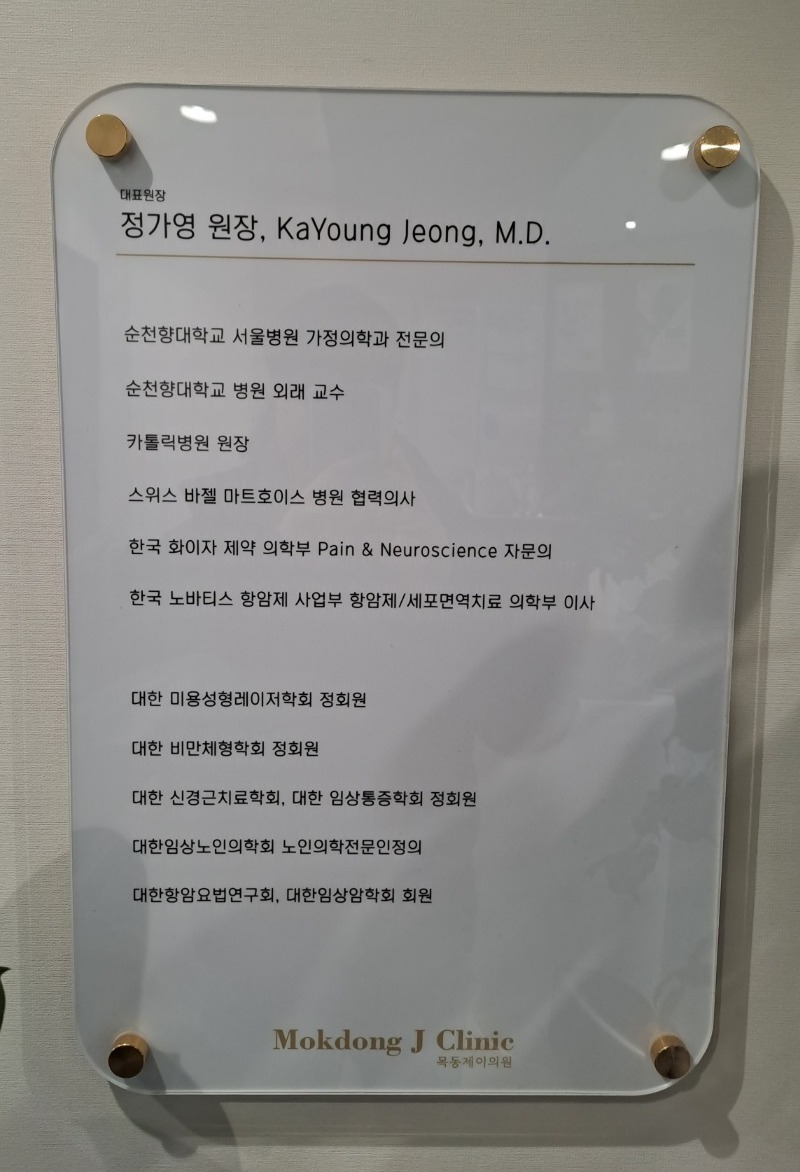 대표원장
정가영 원장, KaYoung Jeong, M.D.
순천향대학교 서울병원 가정의학과 전문의
순천향대학교 병원 외래 교수
카톨릭병원 원장
스위스 바젤 마트호이스 병원 협력의사
한국 화이자 제약 의학부 Pain & Neuroscience 자문의
한국 노바티스 항암제 사업부 항암제/세포면역치료 의학부 이사
대한 미용성형레이저학회 정회원
대한 비만체형학회 정회원
대한 신경근치료학회, 대한 임상통증학회 정회원
대한임상노인의학회 노인의학전문인정의
대한항암요법연구회, 대한임상암학회 회원
Mokdong J Clinic
목동제이의원